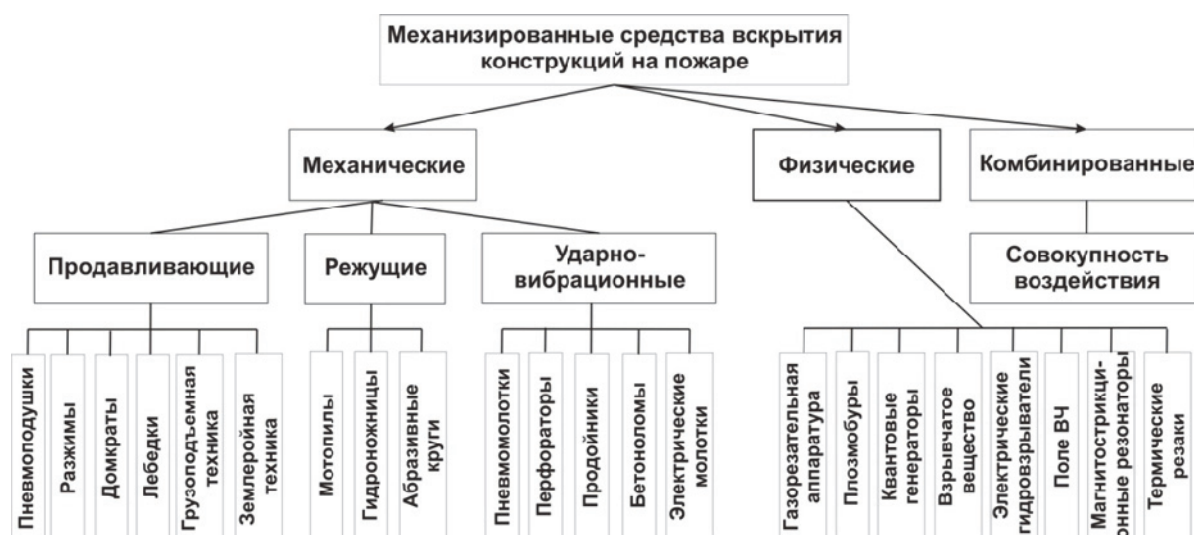 Механизированные средства вскрытия
конструкций на пожаре
Механические
Физические
Комбинированные
Продавливающие
Режущие
Ударно-
вибрационные
Совокупность
воздействия
Пневмоподушки
Разжимы
Домкраты
Лебедки
Грузоподъемная
техника
Землеройная
техника
Мотопилы
Гидроножницы
Абразивные
круги
Пневмомолотки
Перфораторы
Продойники
Бетоноломы
Электрические
молотки
Газорезательная
аппаратура
Плозмобуры
Квантовые
генераторы
Взрывчатое
вещество
Электрические
гидровзрыватели
Поле ВЧ
Магнитострикци-
онные резонаторы
Термические
резаки